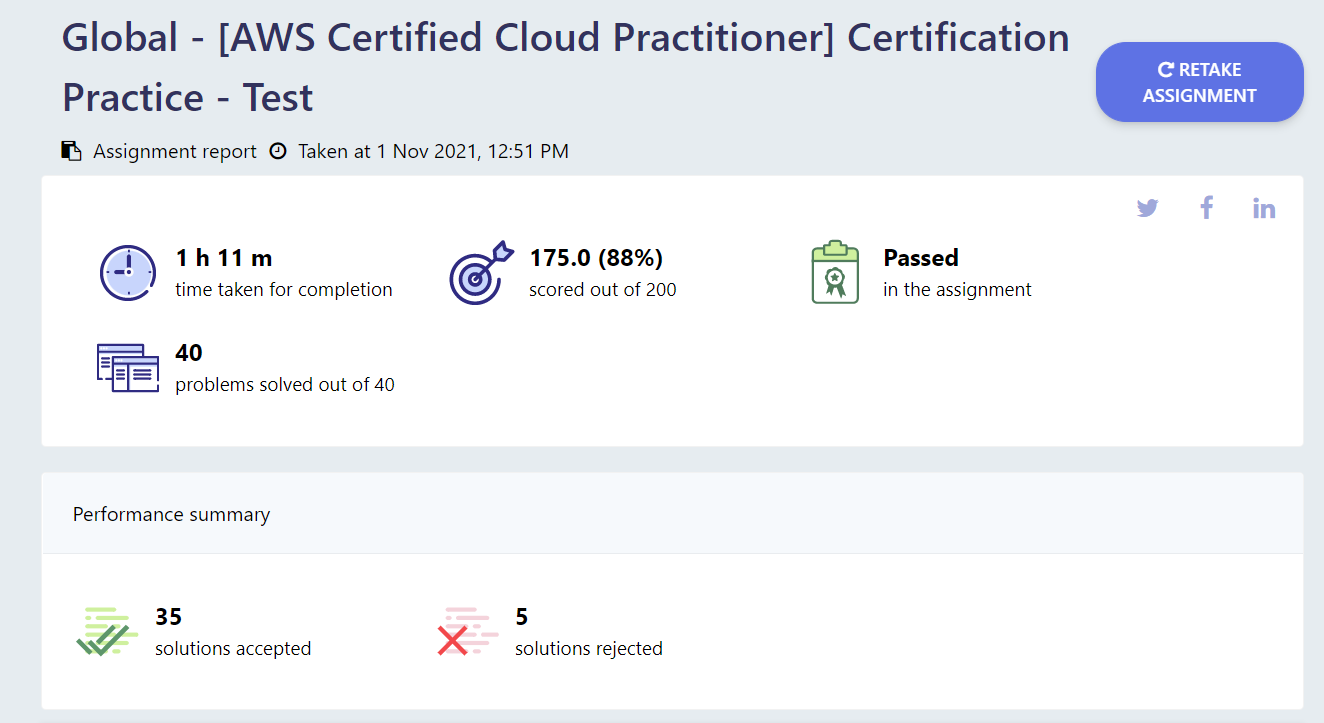 Global - [AWS Certified Cloud Practitioner] Certification
Practice - Test
RETAKE
ASSIGNMENT
Assignment report Taken at 1 Nov 2021, 12:51 PM
1 h 11 m
time taken for completion
175.0 (88%)
scored out of 200
Passed
in the assignment
40
problems solved out of 40
Performance summary
35
solutions accepted
5
solutions rejected